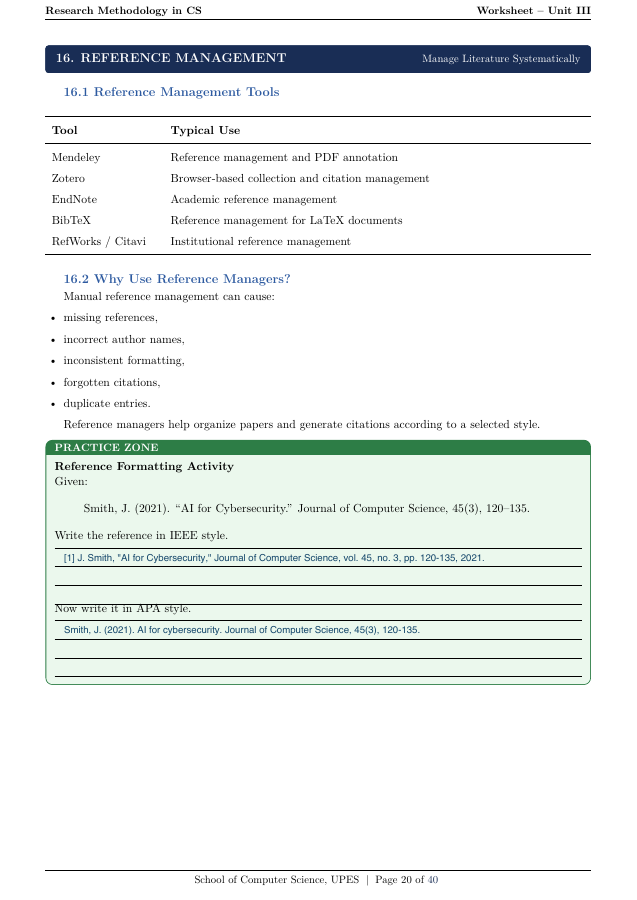 Research Methodology in CS Worksheet – Unit III
16. REFERENCE MANAGEMENT Manage Literature Systematically
16.1 Reference Management Tools
Tool Typical Use
Mendeley Reference management and PDF annotation
Zotero Browser-based collection and citation management
EndNote Academic reference management
BibTeX Reference management for LaTeX documents
RefWorks / Citavi Institutional reference management
16.2 Why Use Reference Managers?
Manual reference management can cause:
• missing references,
• incorrect author names,
• inconsistent formatting,
• forgotten citations,
• duplicate entries.
Reference managers help organize papers and generate citations according to a selected style.
PRACTICE ZONE
Reference Formatting Activity
Given:
Smith, J. (2021). “AI for Cybersecurity.” Journal of Computer Science, 45(3), 120–135.
Write the reference in IEEE style.
[1] J. Smith, "AI for Cybersecurity," Journal of Computer Science, vol. 45, no. 3, pp. 120-135, 2021.
Now write it in APA style.
Smith, J. (2021). AI for cybersecurity. Journal of Computer Science, 45(3), 120-135.
School of Computer Science, UPES | Page 20 of 40